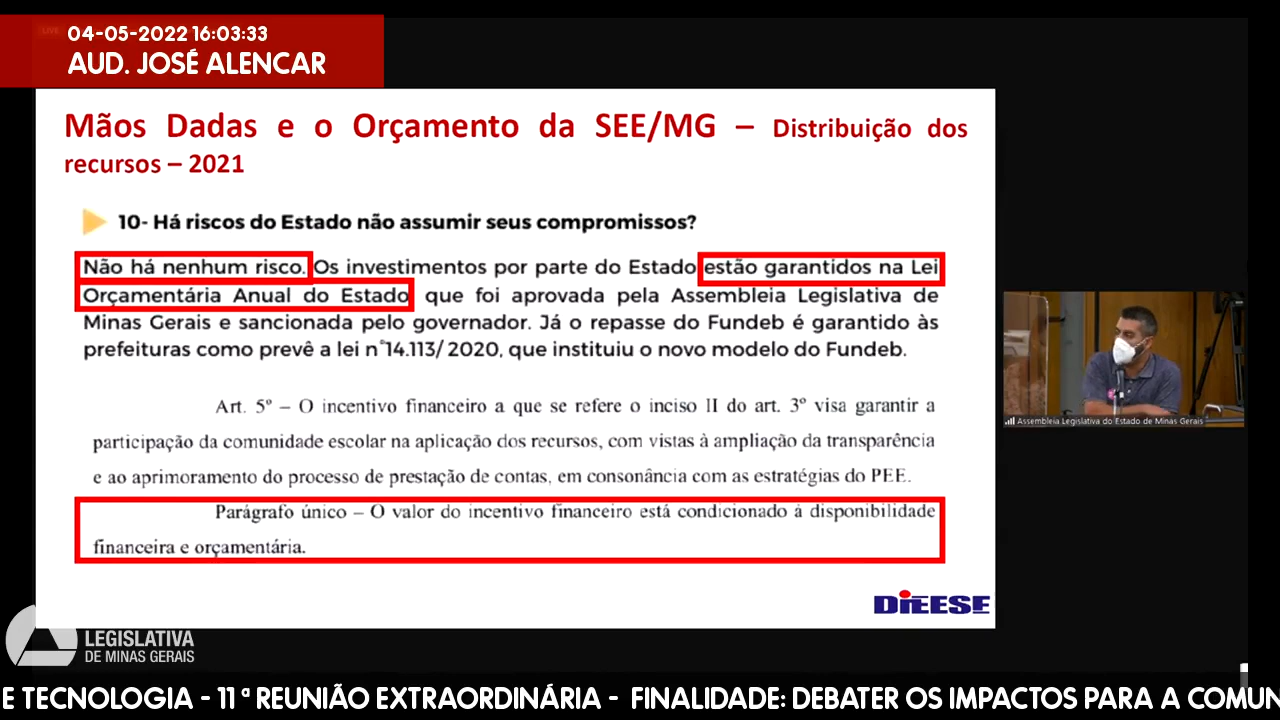 LIVE
04-05-2022 16:03:33
AUD. JOSÉ ALENCAR
Mãos Dadas e o Orçamento da SEE/MG – Distribuição dos
recursos – 2021
10- Há riscos do Estado não assumir seus compromissos?
Não há nenhum risco. Os investimentos por parte do Estado estão garantidos na Lei
Orçamentária Anual do Estado que foi aprovada pela Assembleia Legislativa de
Minas Gerais e sancionada pelo governador. Já o repasse do Fundeb é garantido às
prefeituras como prevê a lei n°14.113/ 2020, que instituiu o novo modelo do Fundeb.
Art. 5º – O incentivo financeiro a que se refere o inciso II do art. 3º visa garantir a
participação da comunidade escolar na aplicação dos recursos, com vistas à ampliação da transparência
e ao aprimoramento do processo de prestação de contas, em consonância com as estratégias do PEE.
Parágrafo único – O valor do incentivo financeiro está condicionado à disponibilidade
financeira e orçamentária.
DIEESE
Assembleia Legislativa do Estado de Minas Gerais
LEGISLATIVA
DE MINAS GERAIS
E TECNOLOGIA - 11ª REUNIÃO EXTRAORDINÁRIA - FINALIDADE: DEBATER OS IMPACTOS PARA A COMUN